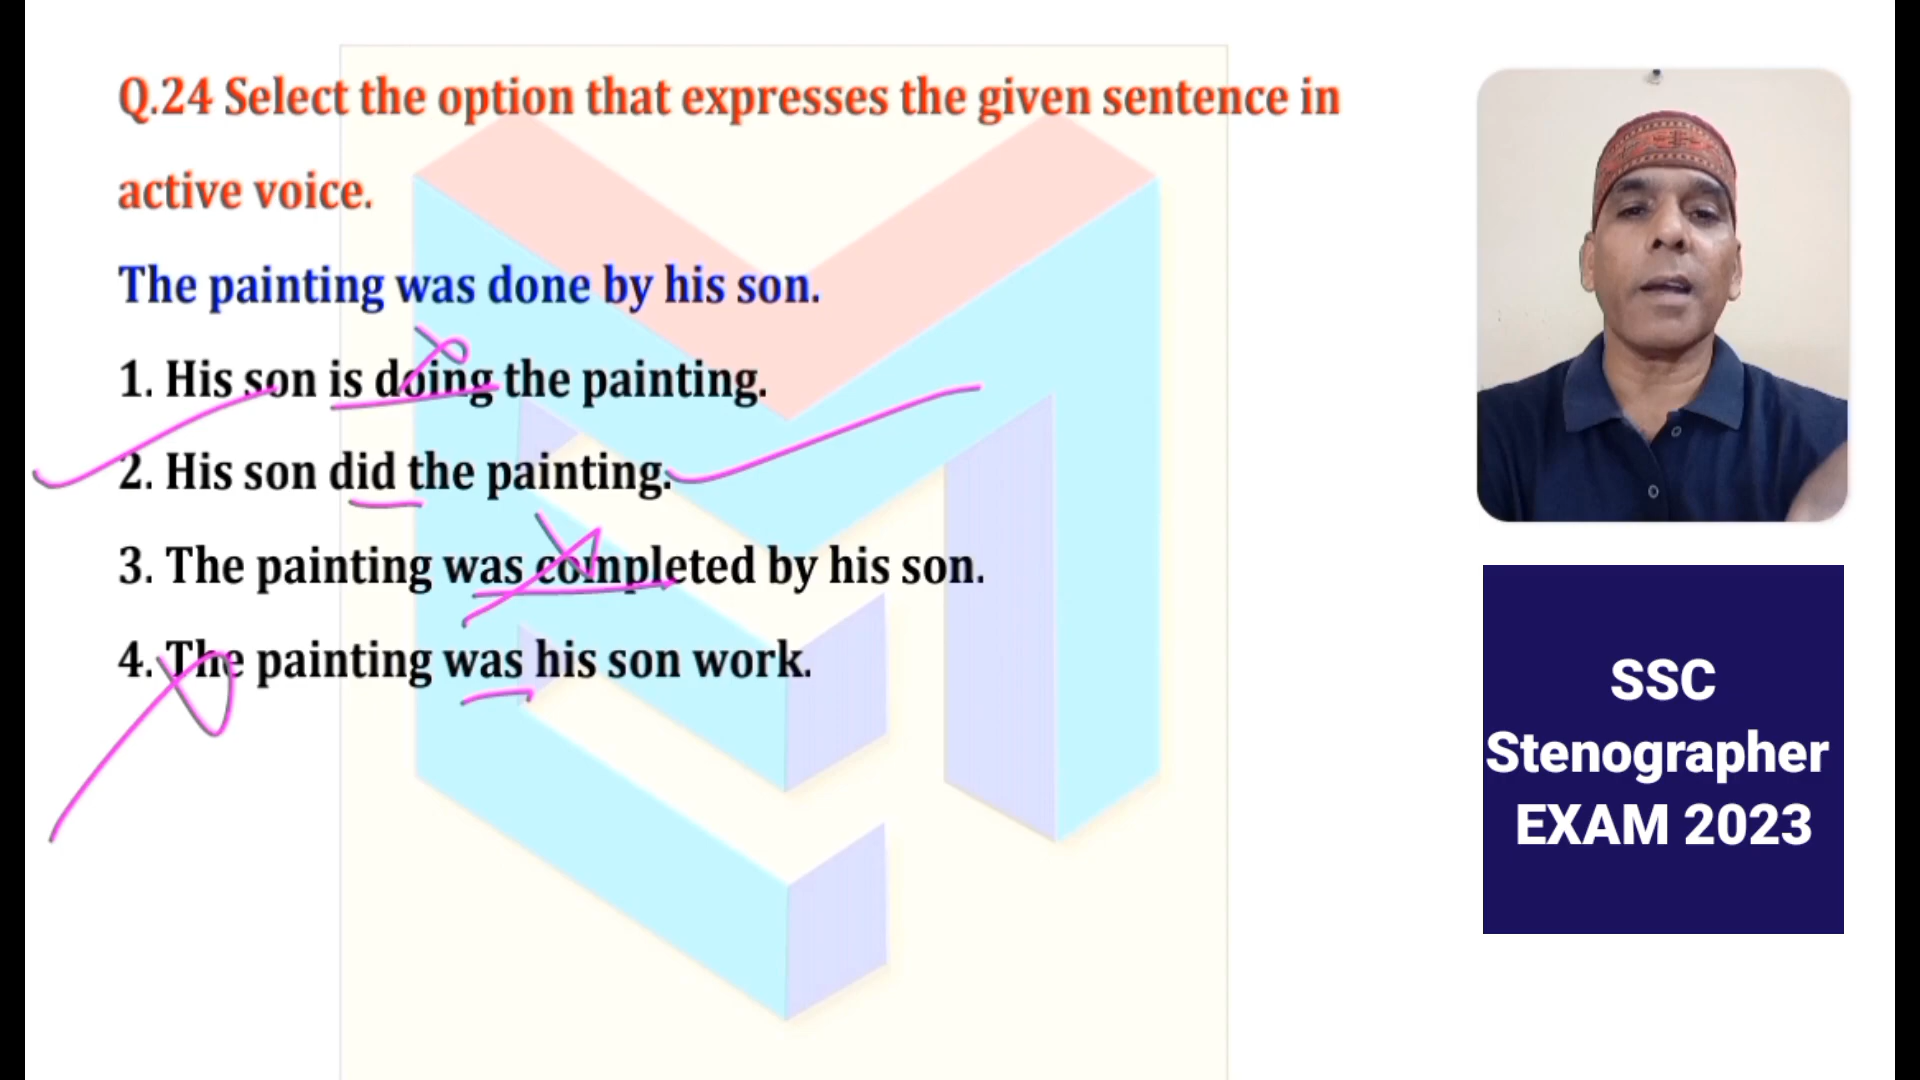 Q.24 Select the option that expresses the given sentence in
active voice.
The painting was done by his son.
1. His son is doing the painting.
2. His son did the painting.
3. The painting was completed by his son.
4. The painting was his son work.
SSC
Stenographer
EXAM 2023